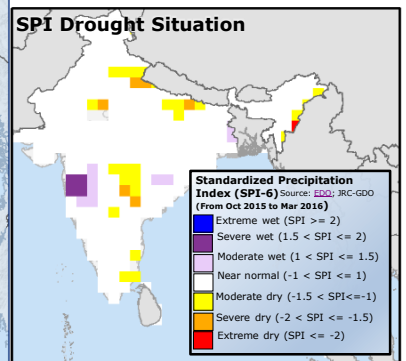 SPI Drought Situation
Standardized Precipitation
Index (SPI-6) Source: EDO; JRC-GDO
(From Oct 2015 to Mar 2016)
Extreme wet (SPI >= 2)
Severe wet (1.5 < SPI <= 2)
Moderate wet (1 < SPI <= 1.5)
Near normal (-1 < SPI <= 1)
Moderate dry (-1.5 < SPI<=-1)
Severe dry (-2 < SPI <= -1.5)
Extreme dry (SPI <= -2)